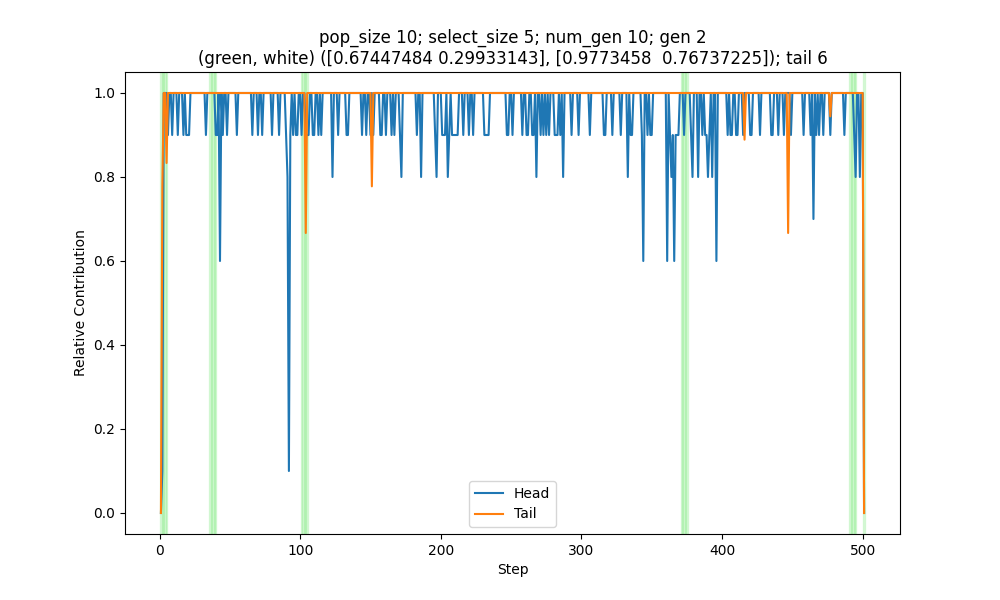 pop_size 10; select_size 5; num_gen 10; gen 2
(green, white) ([0.67447484 0.29933143], [0.9773458  0.76737225]); tail 6
Relative Contribution
1.0
0.8
0.6
0.4
0.2
0.0
Head
Tail
0 100 200 300 400 500
Step